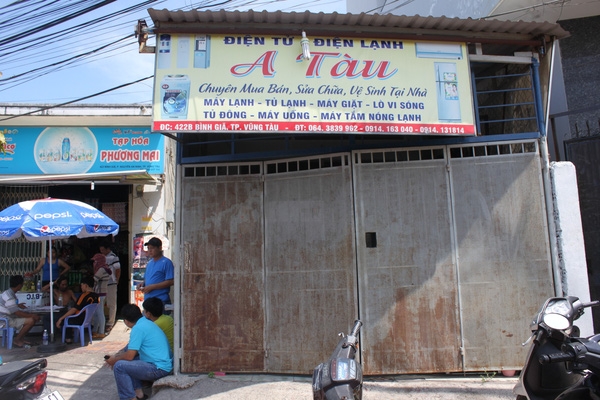 ĐIỆN TỬ - ĐIỆN LẠNH
A Tàu
Chuyên Mua Bán, Sửa Chữa, Vệ Sinh Tại Nhà
MÁY LẠNH - TỦ LẠNH - MÁY GIẶT - LÒ VI SÓNG
TỦ ĐÔNG - MÁY UỐNG - MÁY TẮM NÓNG LẠNH
ĐC: 422B BÌNH GIÃ, TP. VŨNG TÀU - ĐT: 064. 3839 962 - 0914. 163 040 - 0914. 131814
TẠP HÓA
PHƯƠNG MAI
pepsi
pepsi